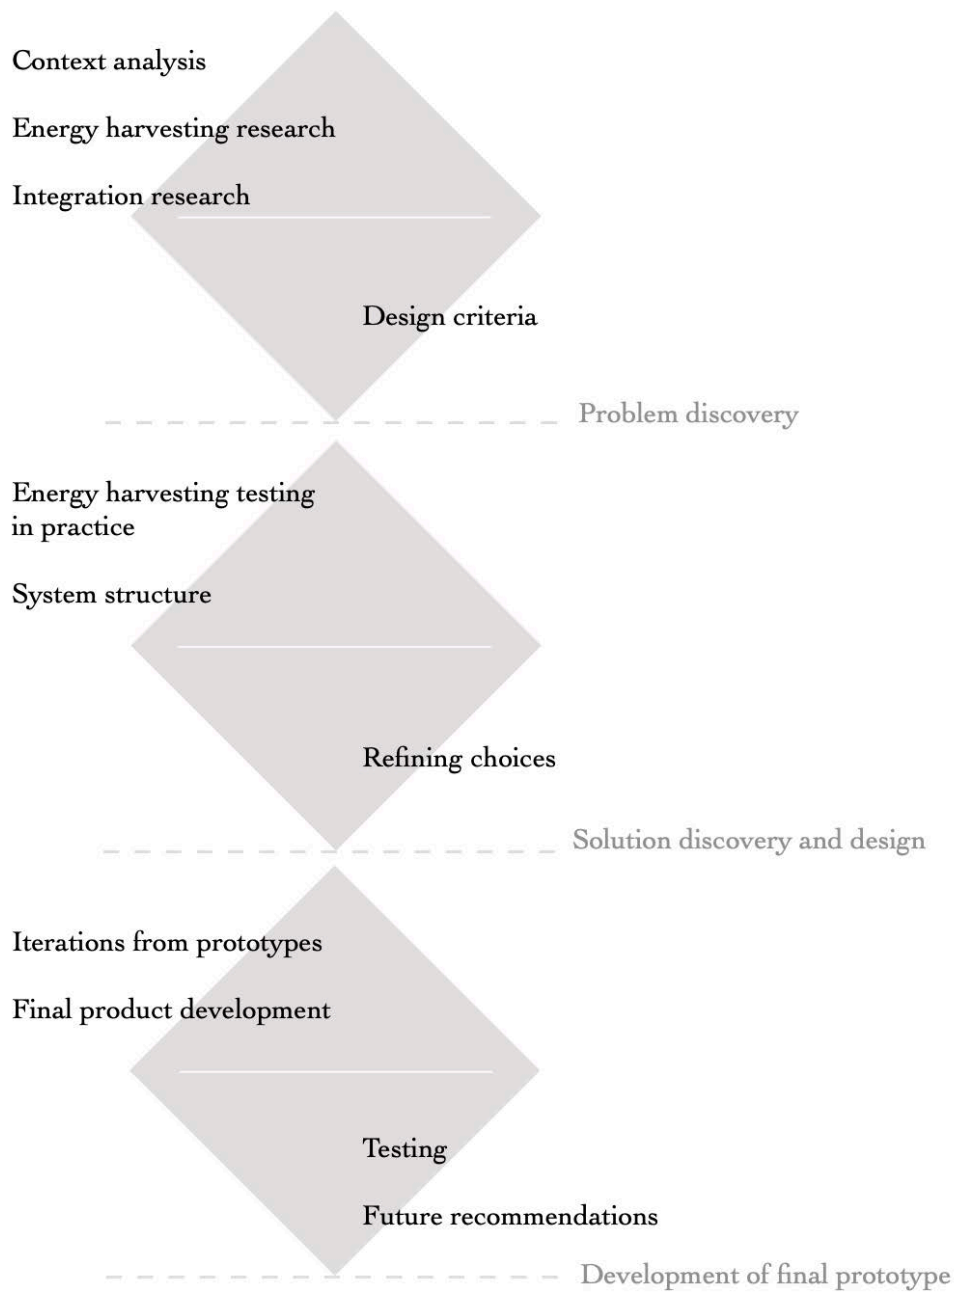 Context analysis
Energy harvesting research
Integration research
Design criteria
Problem discovery
Energy harvesting testing
in practice
System structure
Refining choices
Solution discovery and design
Iterations from prototypes
Final product development
Testing
Future recommendations
Development of final prototype